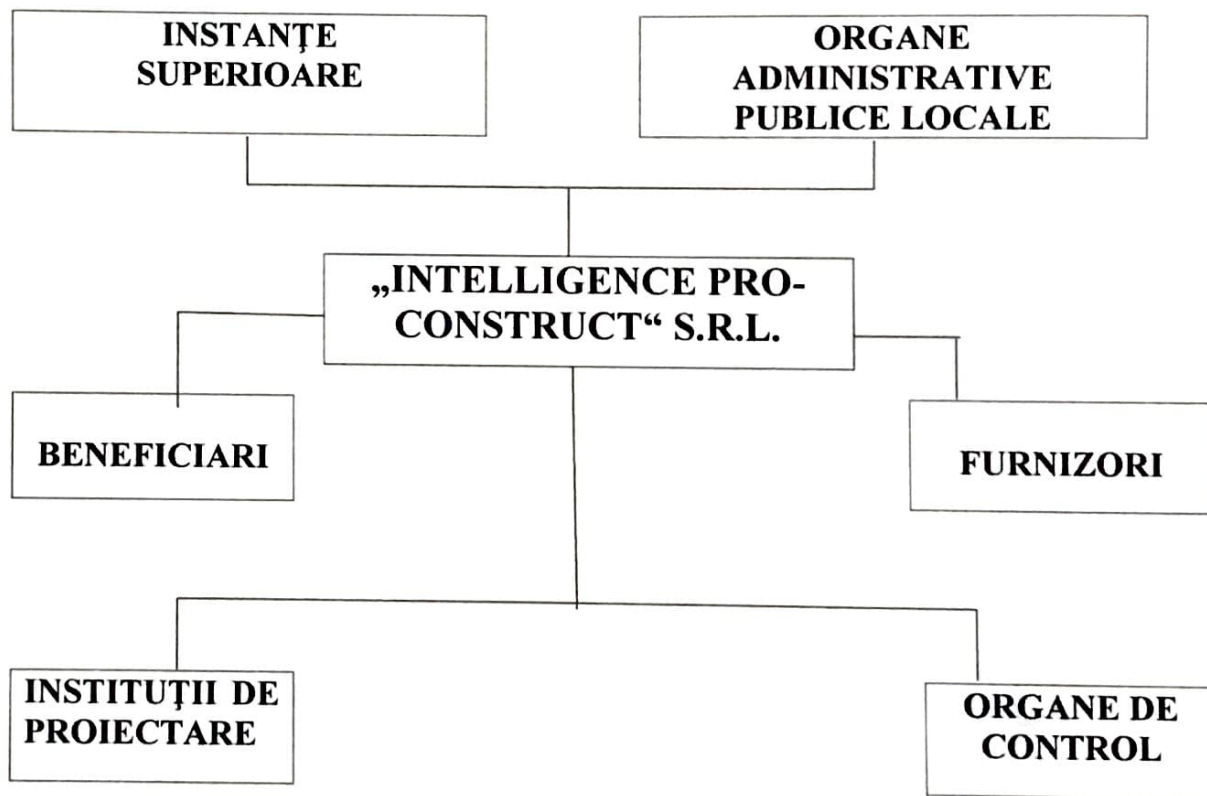 INSTANŢE
SUPERIOARE
ORGANE
ADMINISTRATIVE
PUBLICE LOCALE
„INTELLIGENCE PRO-
CONSTRUCT“ S.R.L.
BENEFICIARI
FURNIZORI
INSTITUŢII DE
PROIECTARE
ORGANE DE
CONTROL